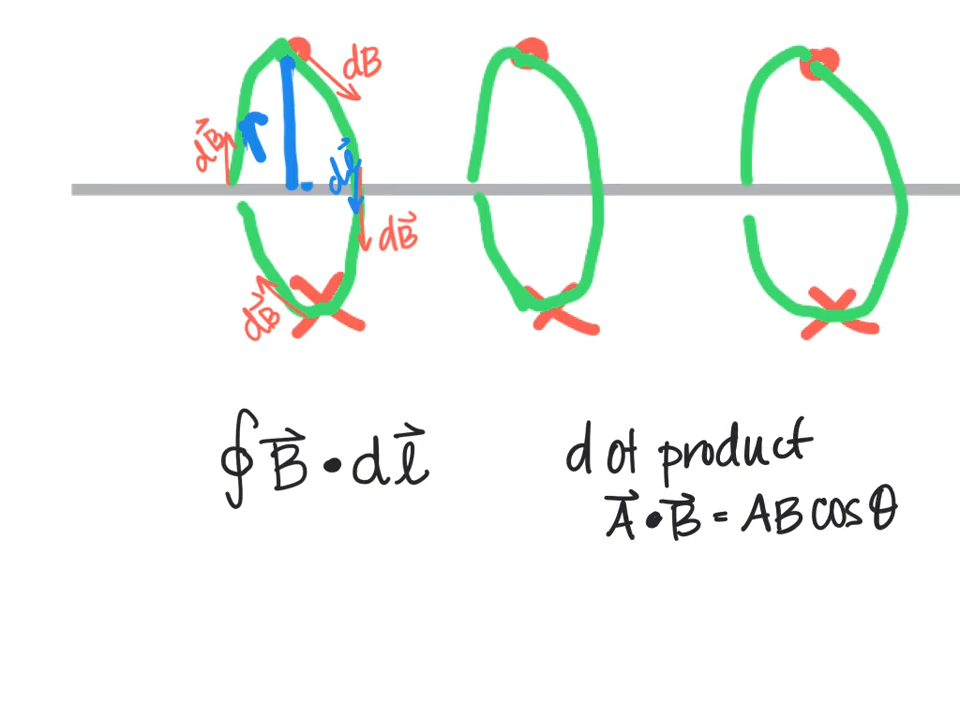 dB
dB⃗
r
dl⃗
dB⃗
dB⃗
∮ B⃗ • dl⃗
dot product
A⃗ • B⃗ = AB cos θ